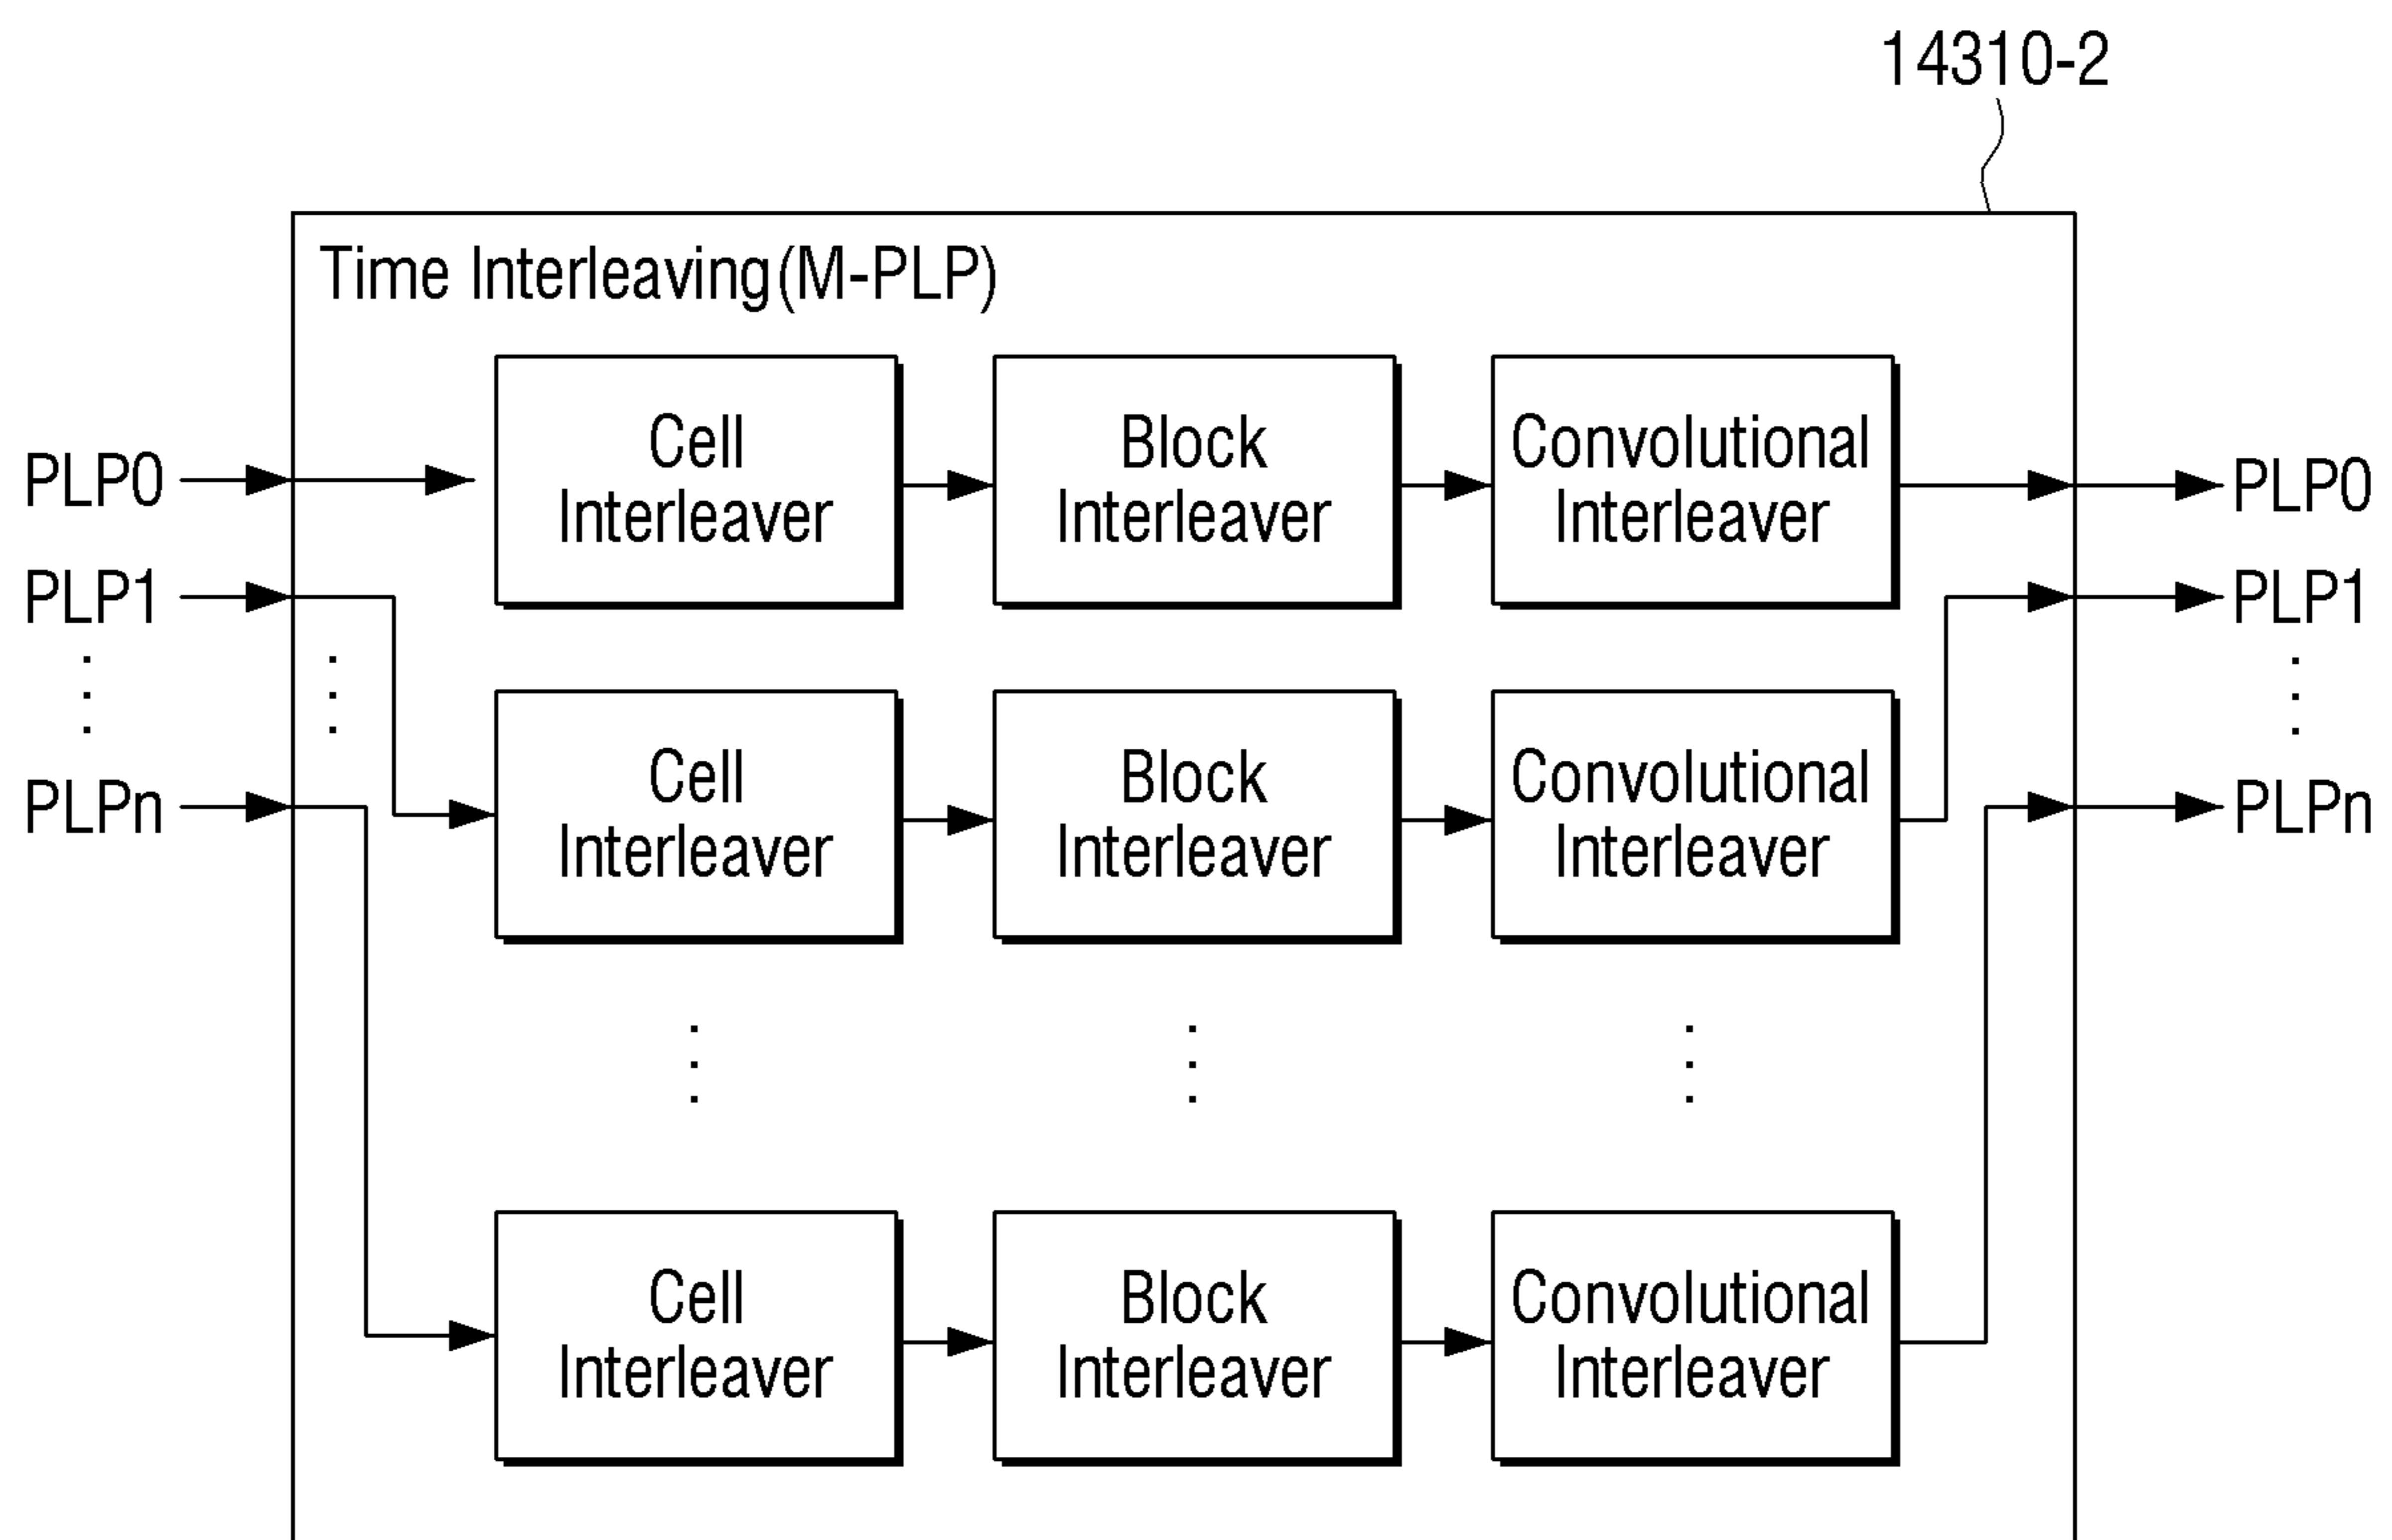 14310-2
Time Interleaving(M-PLP)
PLP0
Cell
Interleaver
Block
Interleaver
Convolutional
Interleaver
PLP0
PLP1
PLP1
Cell
Interleaver
Block
Interleaver
Convolutional
Interleaver
PLPn
PLPn
Cell
Interleaver
Block
Interleaver
Convolutional
Interleaver